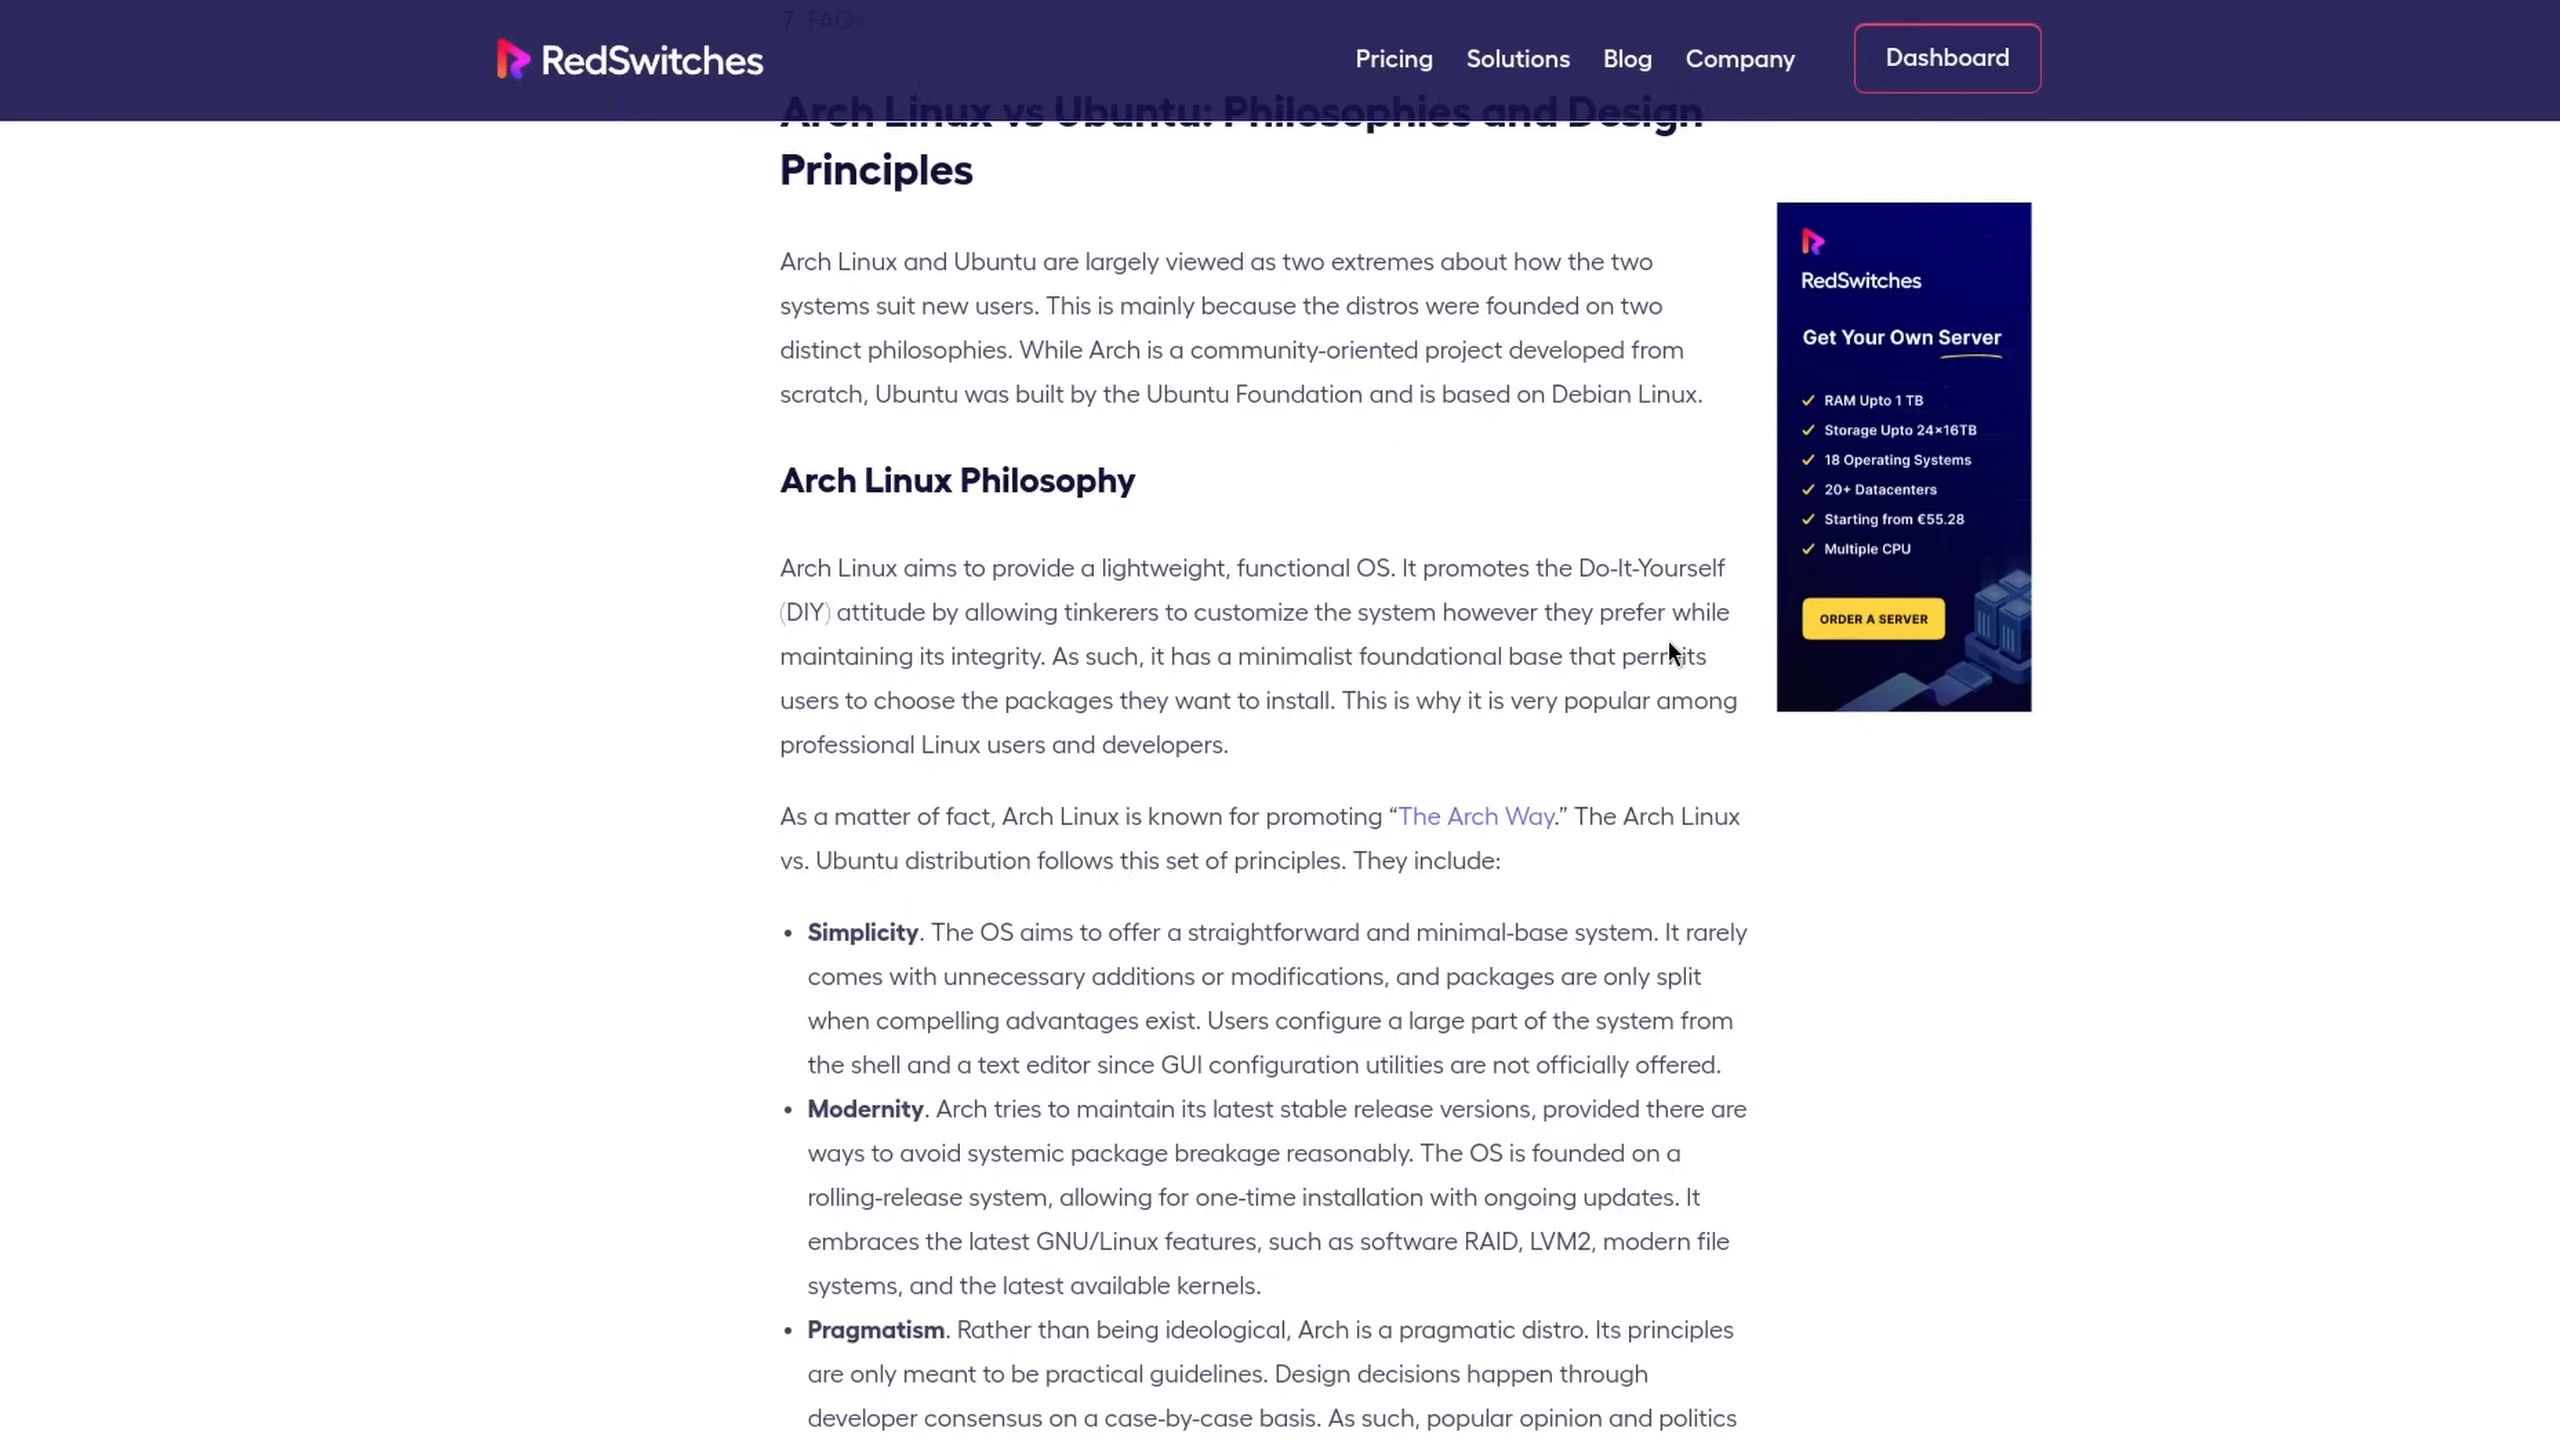 7. FAQs
RedSwitches
Pricing
Solutions
Blog
Company
Dashboard
Arch Linux vs Ubuntu: Philosophies and Design
Principles
Arch Linux and Ubuntu are largely viewed as two extremes about how the two
systems suit new users. This is mainly because the distros were founded on two
distinct philosophies. While Arch is a community-oriented project developed from
scratch, Ubuntu was built by the Ubuntu Foundation and is based on Debian Linux.
Arch Linux Philosophy
Arch Linux aims to provide a lightweight, functional OS. It promotes the Do-It-Yourself
(DIY) attitude by allowing tinkerers to customize the system however they prefer while
maintaining its integrity. As such, it has a minimalist foundational base that permits
users to choose the packages they want to install. This is why it is very popular among
professional Linux users and developers.
As a matter of fact, Arch Linux is known for promoting “The Arch Way.” The Arch Linux
vs. Ubuntu distribution follows this set of principles. They include:
• Simplicity. The OS aims to offer a straightforward and minimal-base system. It rarely
comes with unnecessary additions or modifications, and packages are only split
when compelling advantages exist. Users configure a large part of the system from
the shell and a text editor since GUI configuration utilities are not officially offered.
• Modernity. Arch tries to maintain its latest stable release versions, provided there are
ways to avoid systemic package breakage reasonably. The OS is founded on a
rolling-release system, allowing for one-time installation with ongoing updates. It
embraces the latest GNU/Linux features, such as software RAID, LVM2, modern file
systems, and the latest available kernels.
• Pragmatism. Rather than being ideological, Arch is a pragmatic distro. Its principles
are only meant to be practical guidelines. Design decisions happen through
developer consensus on a case-by-case basis. As such, popular opinion and politics
RedSwitches
Get Your Own Server
RAM Upto 1 TB
Storage Upto 24×16TB
18 Operating Systems
20+ Datacenters
Starting from €55.28
Multiple CPU
ORDER A SERVER